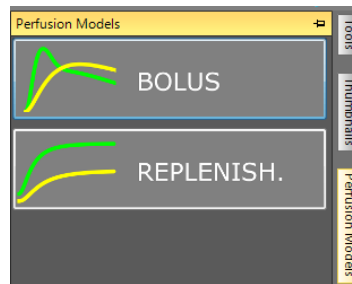 Perfusion Models
BOLUS
REPLENISH.
Tools
Thumbnails
Perfusion Models